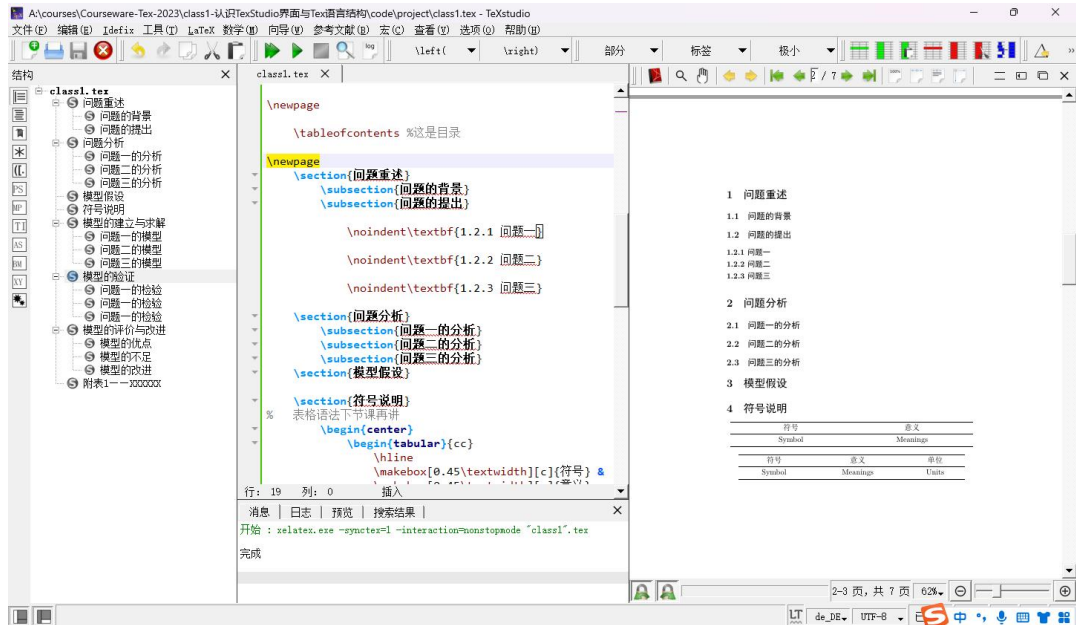 A:\courses\Courseware-Tex-2023\class1-认识TexStudio界面与Tex语言结构\code\project\class1.tex - TeXstudio
文件(F) 编辑(E) Idefix 工具(T) LaTeX 数学(M) 向导(W) 参考文献(B) 宏(C) 查看(V) 选项(O) 帮助(H)
log \left( \right) 部分 标签 极小
结构
class1.tex
问题重述
问题的背景
问题的提出
问题分析
问题一的分析
问题二的分析
问题三的分析
模型假设
符号说明
模型的建立与求解
问题一的模型
问题二的模型
问题三的模型
模型的验证
问题一的检验
问题一的检验
问题一的检验
模型的评价与改进
模型的优点
模型的不足
模型的改进
附表1——XXXXXX
PS
MP
TI
AS
BM
XY
class1.tex
\newpage
\tableofcontents %这是目录
\newpage
\section{问题重述}
\subsection{问题的背景}
\subsection{问题的提出}
\noindent\textbf{1.2.1 问题一}
\noindent\textbf{1.2.2 问题二}
\noindent\textbf{1.2.3 问题三}
\section{问题分析}
\subsection{问题一的分析}
\subsection{问题二的分析}
\subsection{问题三的分析}
\section{模型假设}
\section{符号说明}
% 表格语法下节课再讲
\begin{center}
\begin{tabular}{cc}
\hline
\makebox[0.45\textwidth][c]{符号} &
行: 19 列: 0 插入
消息 日志 预览 搜索结果
开始 : xelatex.exe -synctex=1 -interaction=nonstopmode "class1".tex
完成
2 / 7
1 问题重述
1.1 问题的背景
1.2 问题的提出
1.2.1 问题一
1.2.2 问题二
1.2.3 问题三
2 问题分析
2.1 问题一的分析
2.2 问题二的分析
2.3 问题三的分析
3 模型假设
4 符号说明
符号 意义
Symbol Meanings
符号 意义 单位
Symbol Meanings Units
2-3 页, 共 7 页 62%
LT de_DE UTF-8 中